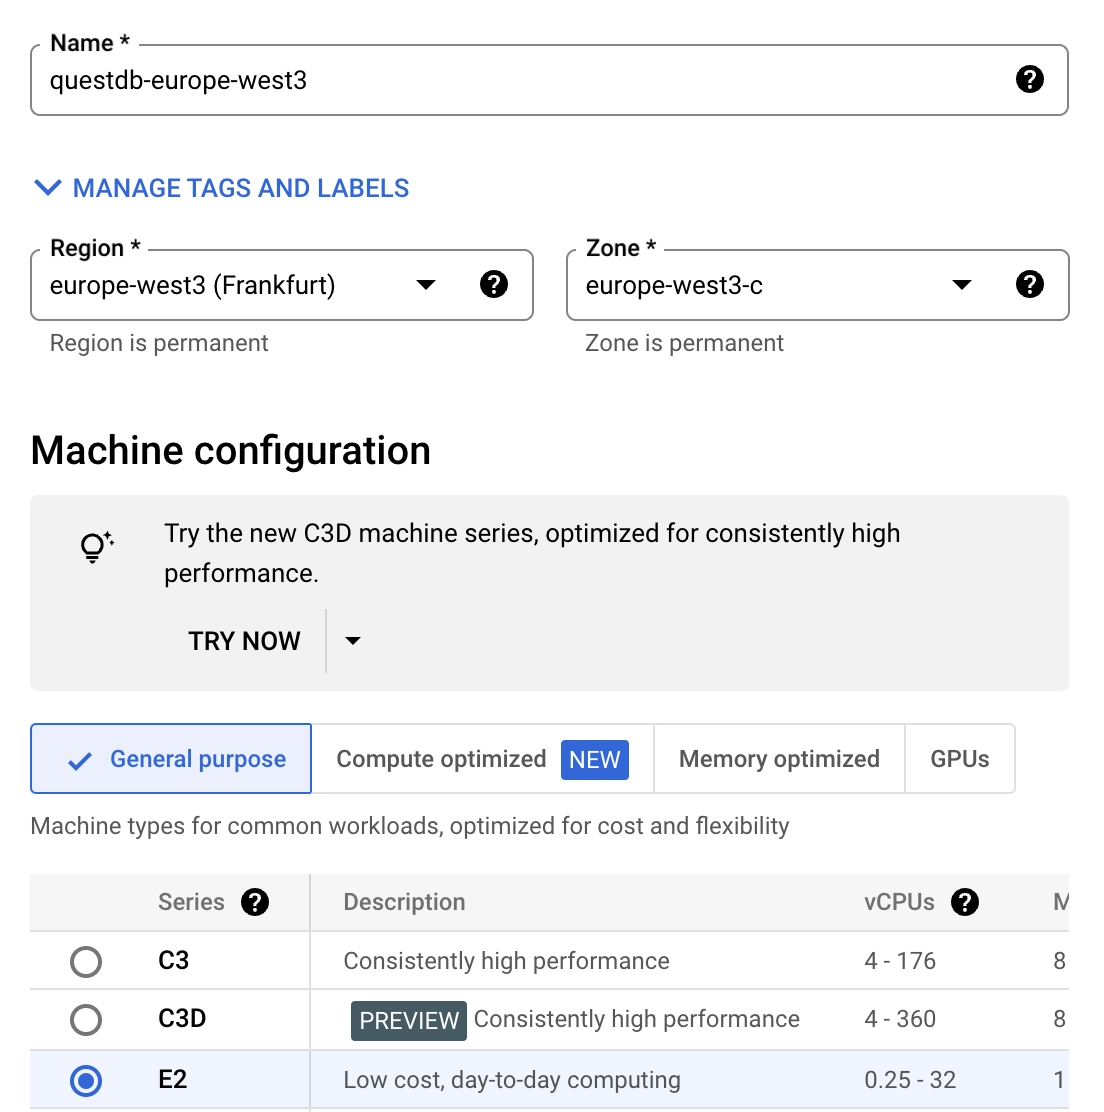 Name *
questdb-europe-west3
MANAGE TAGS AND LABELS
Region *
europe-west3 (Frankfurt)
Region is permanent
Zone *
europe-west3-c
Zone is permanent
Machine configuration
Try the new C3D machine series, optimized for consistently high
performance.
TRY NOW
General purpose
Compute optimized NEW
Memory optimized
GPUs
Machine types for common workloads, optimized for cost and flexibility
Series Description vCPUs M
C3 Consistently high performance 4 - 176 8
C3D PREVIEW Consistently high performance 4 - 360 8
E2 Low cost, day-to-day computing 0.25 - 32 1